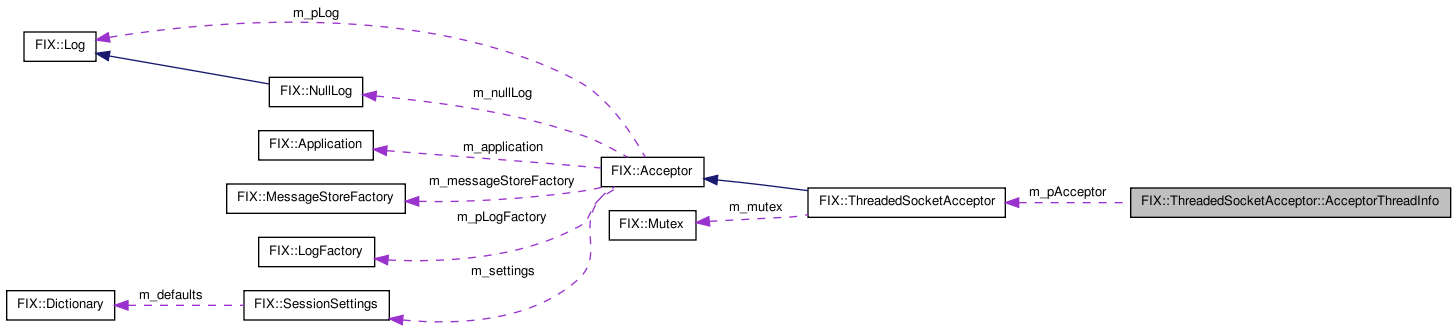 m_pLog
FIX::Log
FIX::NullLog
m_nullLog
FIX::Application
m_application
FIX::Acceptor
m_messageStoreFactory
FIX::MessageStoreFactory
m_pAcceptor
FIX::ThreadedSocketAcceptor
FIX::ThreadedSocketAcceptor::AcceptorThreadInfo
m_mutex
m_pLogFactory
FIX::Mutex
FIX::LogFactory
m_settings
m_defaults
FIX::Dictionary
FIX::SessionSettings